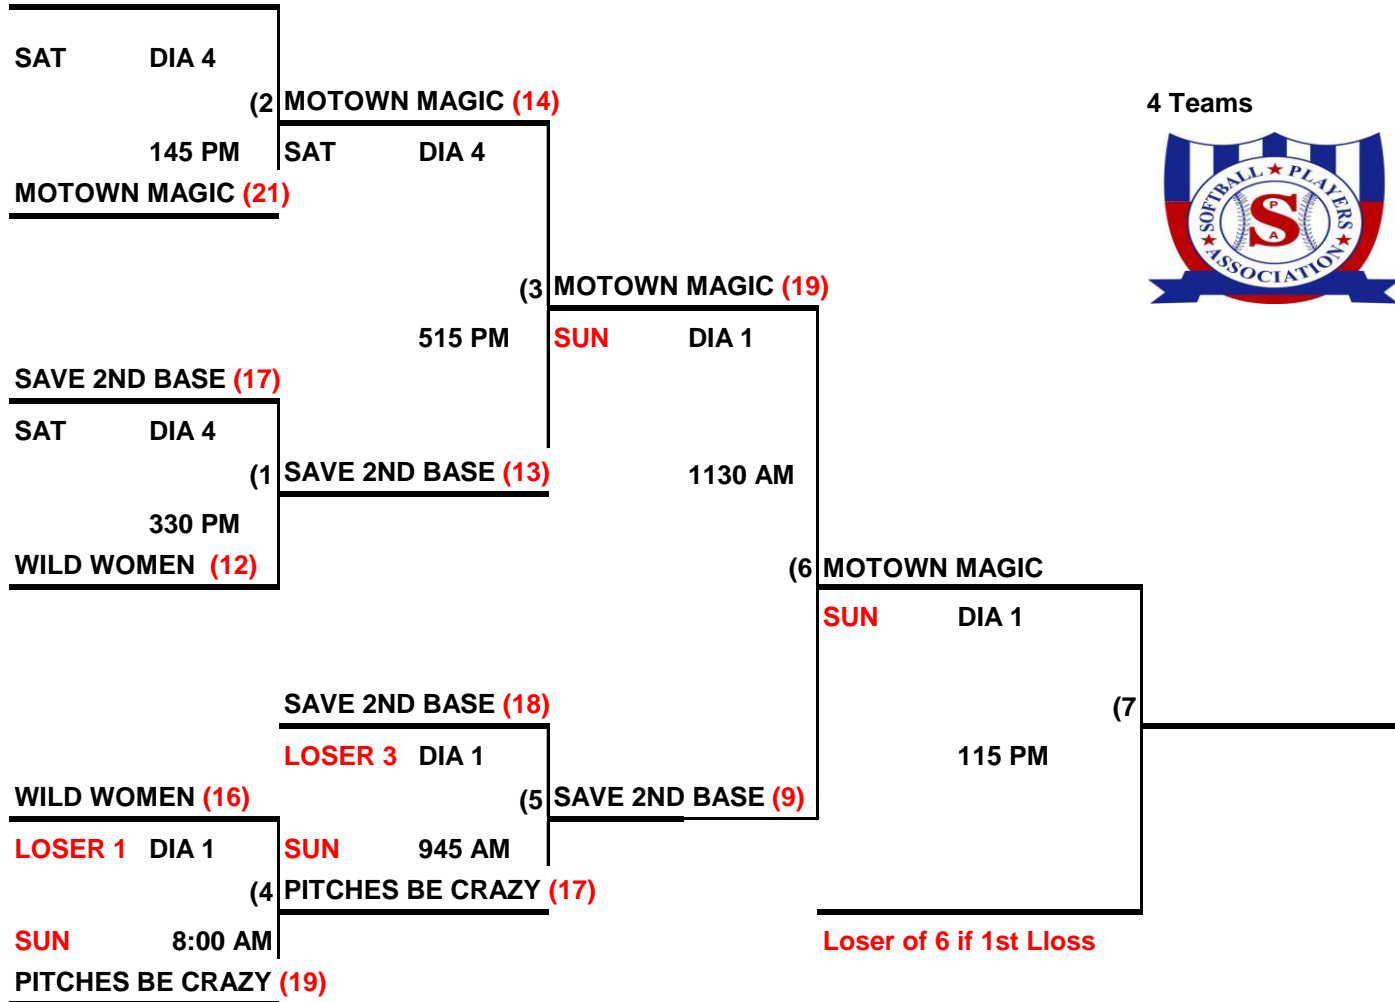 SAT DIA 4
(2 MOTOWN MAGIC (14)
4 Teams
145 PM SAT DIA 4
MOTOWN MAGIC (21)
SOFTBALL ★ PLAYERS ★ ASSOCIATION ★
S
P
A
(3 MOTOWN MAGIC (19)
515 PM SUN DIA 1
SAVE 2ND BASE (17)
SAT DIA 4
(1 SAVE 2ND BASE (13) 1130 AM
330 PM
WILD WOMEN (12)
(6 MOTOWN MAGIC
SUN DIA 1
SAVE 2ND BASE (18)
(7
LOSER 3 DIA 1 115 PM
WILD WOMEN (16)
(5 SAVE 2ND BASE (9)
LOSER 1 DIA 1 SUN 945 AM
(4 PITCHES BE CRAZY (17)
SUN 8:00 AM Loser of 6 if 1st Lloss
PITCHES BE CRAZY (19)